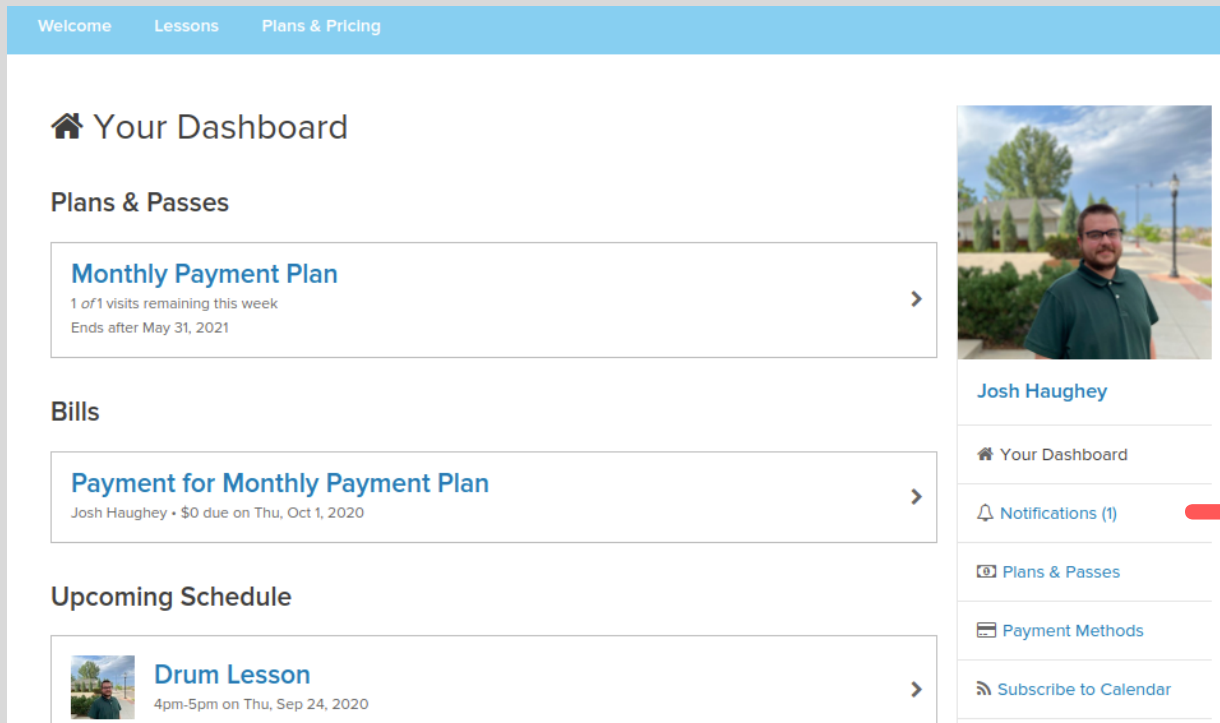 Welcome Lessons Plans & Pricing
Your Dashboard
Plans & Passes
Monthly Payment Plan
1 of 1 visits remaining this week
Ends after May 31, 2021
Bills
Payment for Monthly Payment Plan
Josh Haughey • $0 due on Thu, Oct 1, 2020
Upcoming Schedule
Drum Lesson
4pm-5pm on Thu, Sep 24, 2020
Josh Haughey
Your Dashboard
Notifications (1)
Plans & Passes
Payment Methods
Subscribe to Calendar